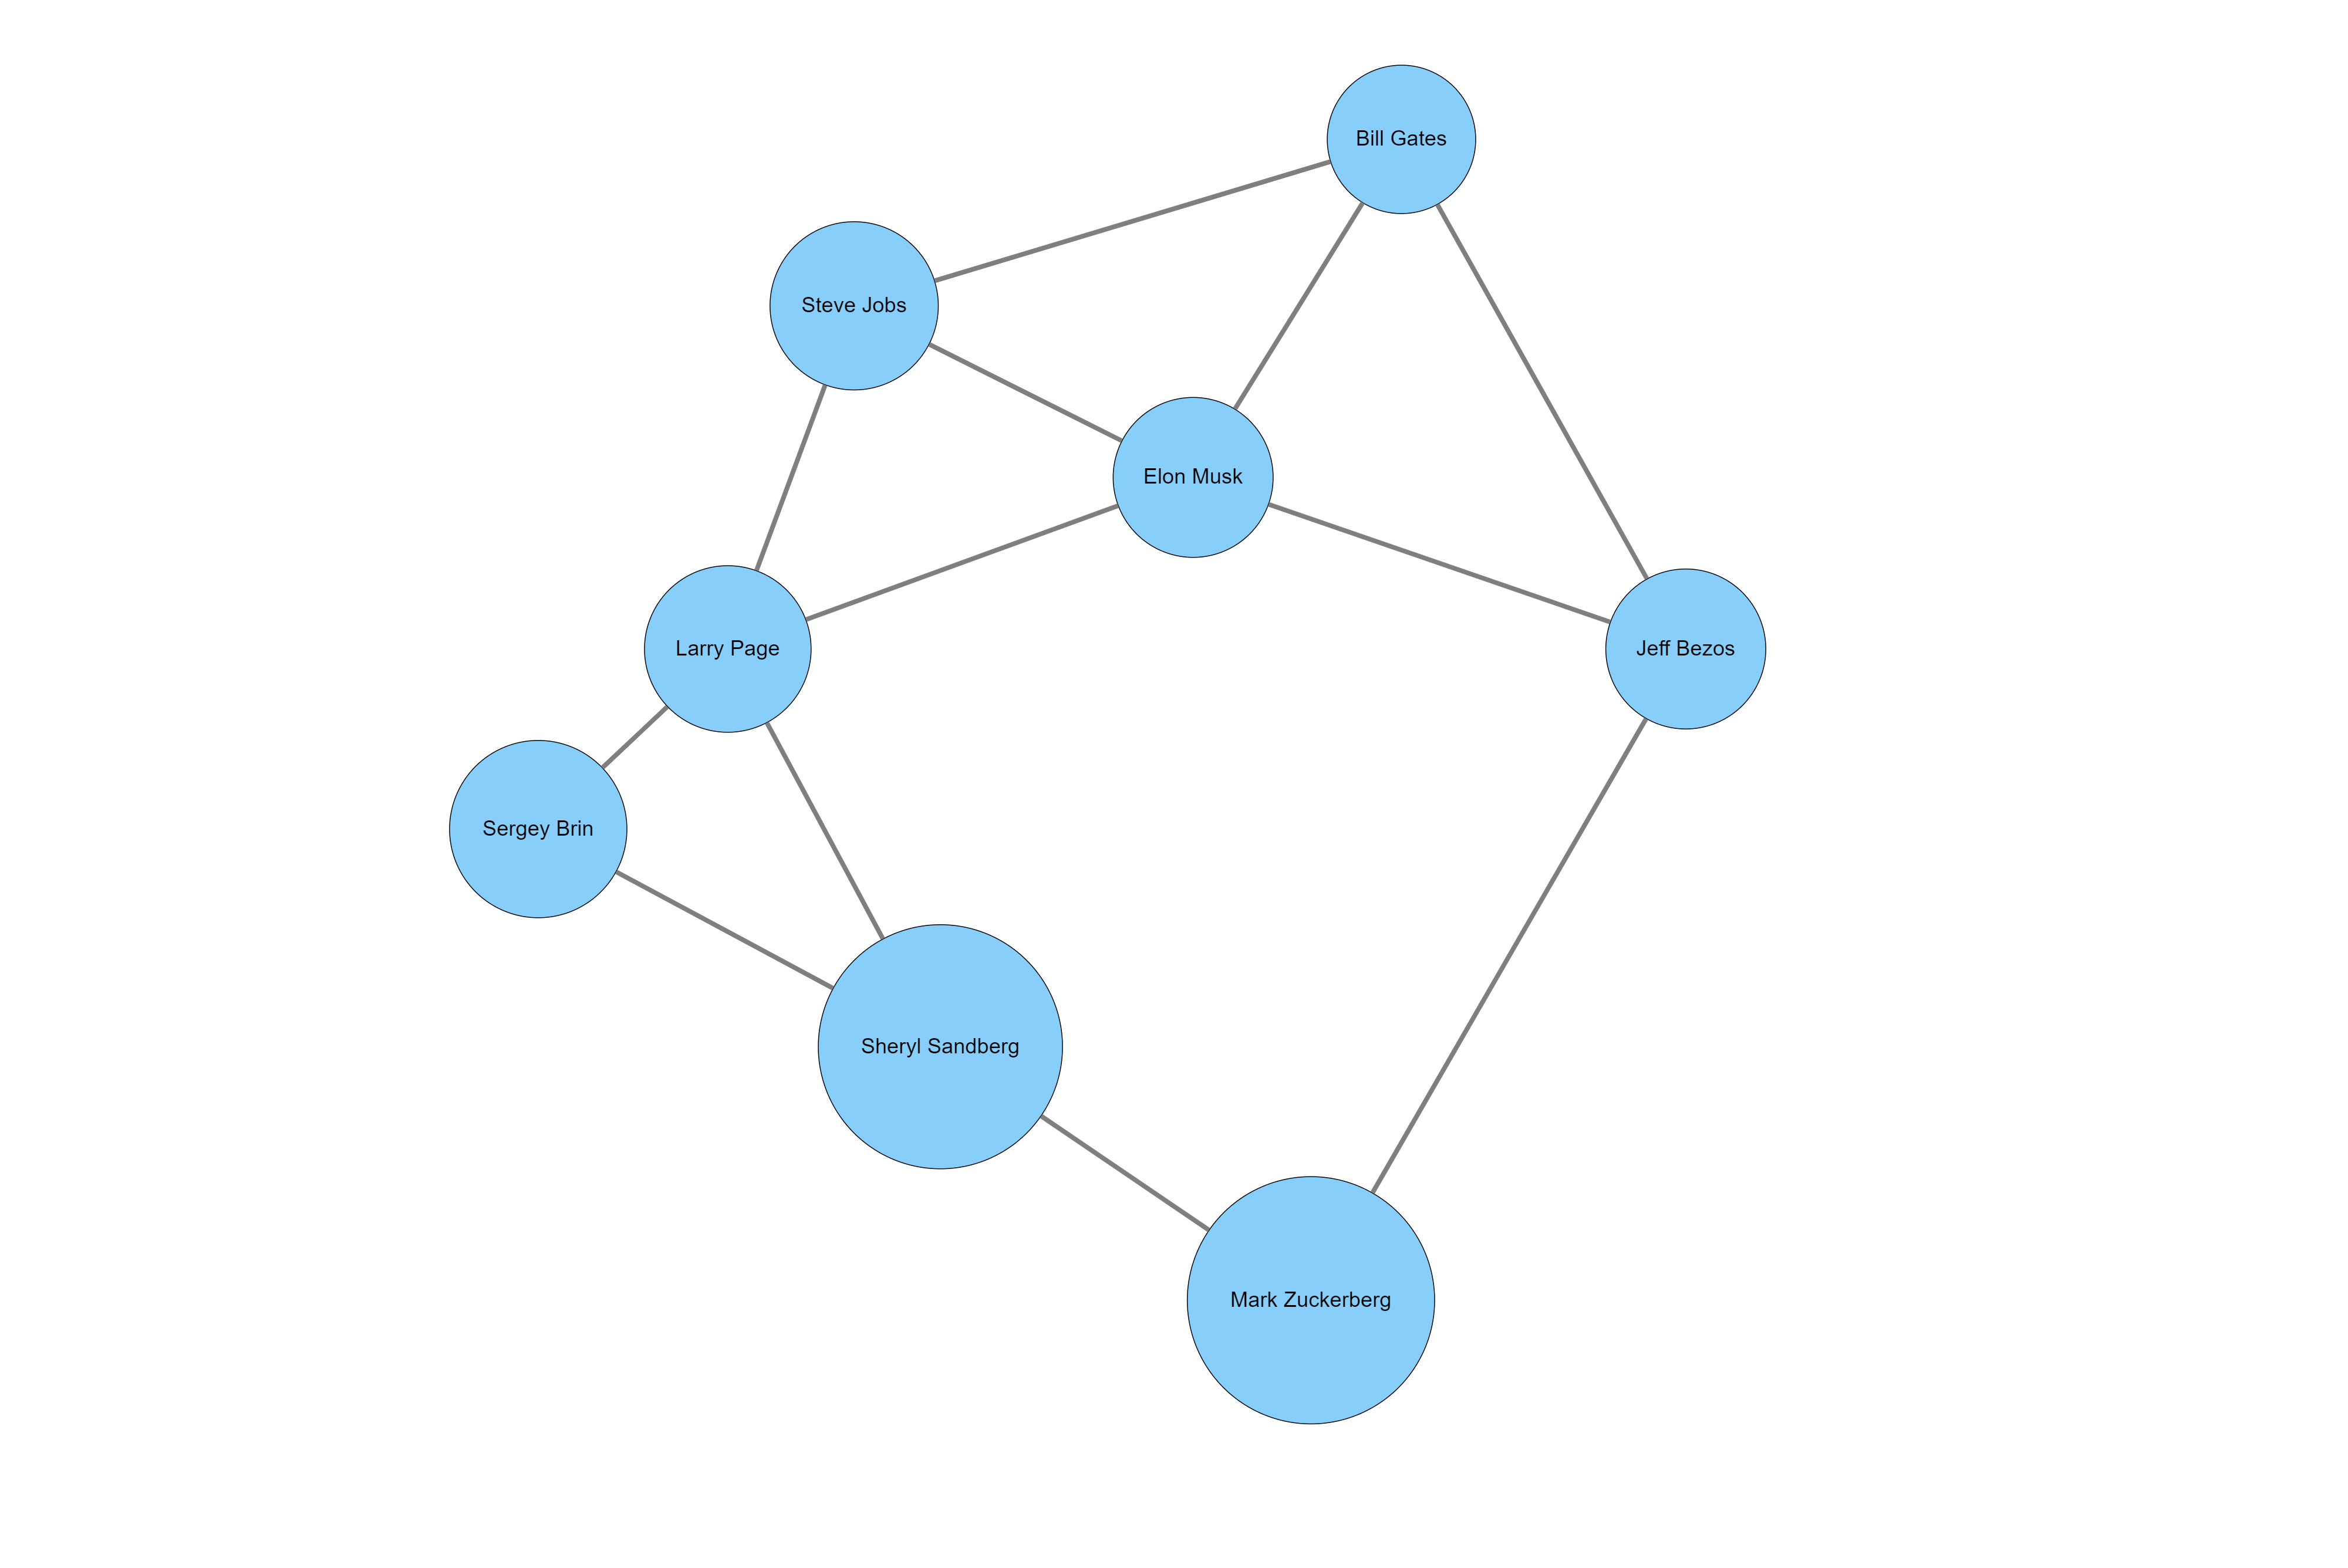 Bill Gates
Steve Jobs
Elon Musk
Larry Page
Jeff Bezos
Sergey Brin
Sheryl Sandberg
Mark Zuckerberg